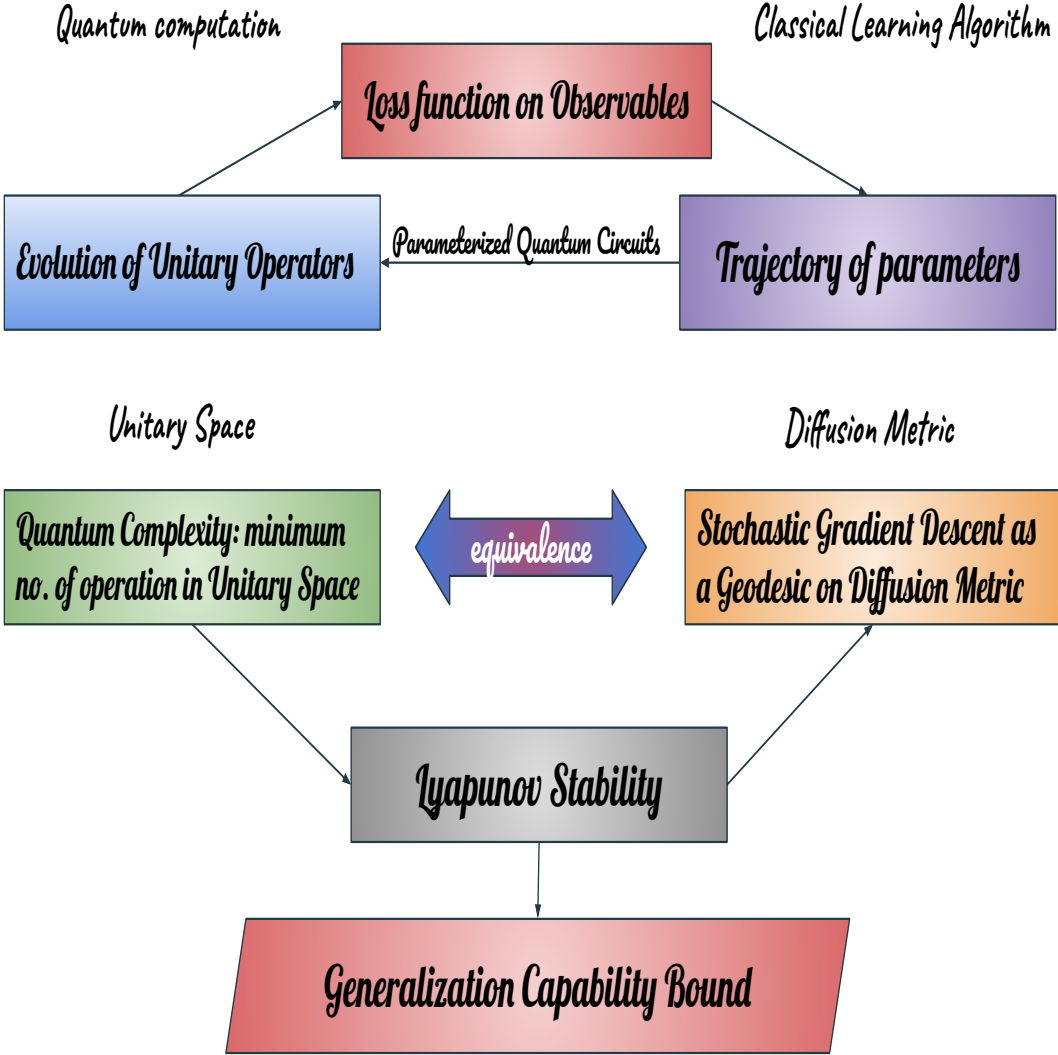 Quantum computation
Classical Learning Algorithm
Loss function on Observables
Evolution of Unitary Operators
Parameterized Quantum Circuits
Trajectory of parameters
Unitary Space
Diffusion Metric
Quantum Complexity: minimum
no. of operation in Unitary Space
equivalence
Stochastic Gradient Descent as
a Geodesic on Diffusion Metric
Lyapunov Stability
Generalization Capability Bound